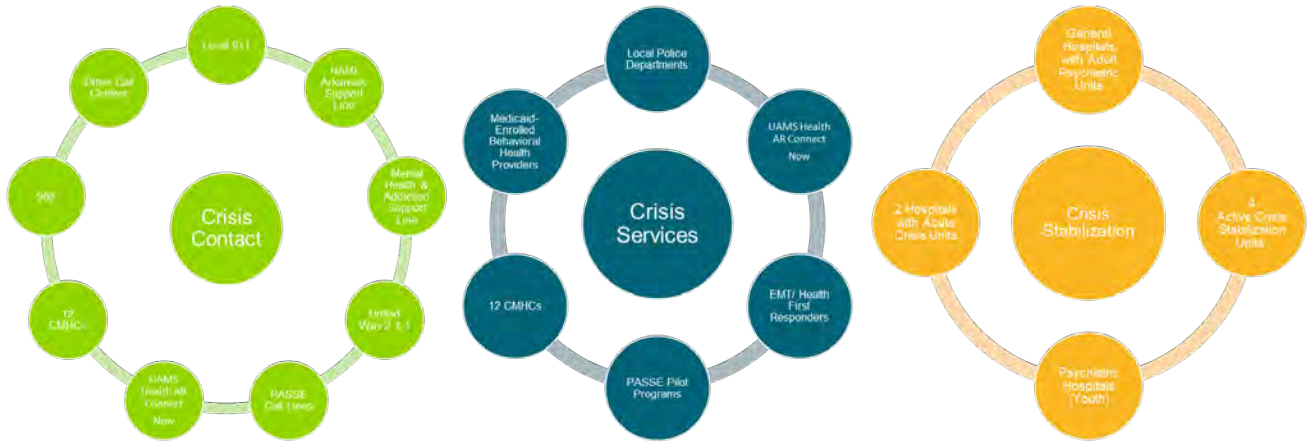 Crisis
Contact
Local 911
NAMI
Arkansas
Support
Line
Mental
Health &
Addiction
Support
Line
United
Way 2-1-1
PASSE
Call Lines
UAMS
Health AR
Connect
Now
12
CMHCs
988
Other Call
Centers
Crisis
Services
Local Police
Departments
UAMS Health
AR Connect
Now
EMT/ Health
First
Responders
PASSE Pilot
Programs
12 CMHCs
Medicaid-
Enrolled
Behavioral
Health
Providers
Crisis
Stabilization
General
Hospitals
with Adult
Psychiatric
Units
4
Active Crisis
Stabilization
Units
Psychiatric
Hospitals
(Youth)
2 Hospitals
with Acute
Crisis Units